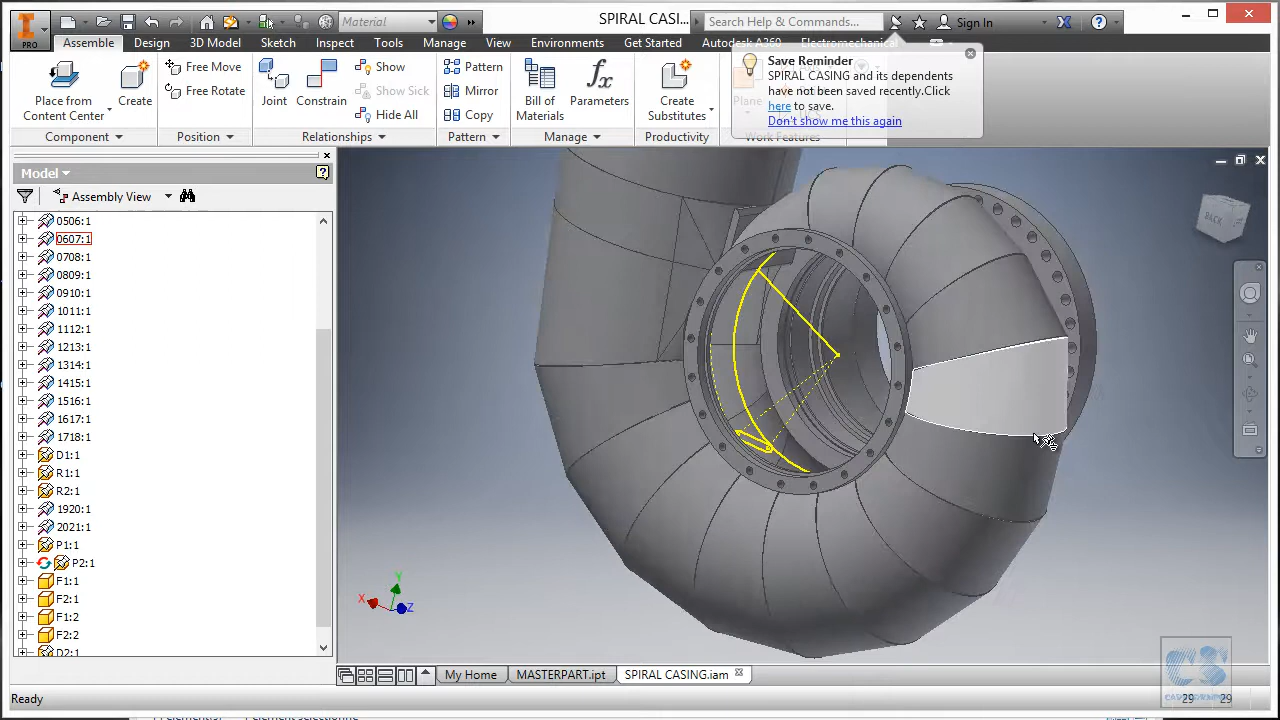 SPIRAL CASI...
PRO
Material
Search Help & Commands...
Sign In
Assemble Design 3D Model Sketch Inspect Tools Manage View Environments Get Started Autodesk A360 Electromechanical
Place from
Content Center
Create
Free Move
Free Rotate
Joint
Constrain
Show
Show Sick
Hide All
Pattern
Mirror
Copy
Bill of
Materials
Parameters
Create
Substitutes
Plane
Component
Position
Relationships
Pattern
Manage
Productivity
Work Features
Save Reminder
SPIRAL CASING and its dependents
have not been saved recently.Click
here to save.
Don't show me this again
Model
Assembly View
0506:1
0607:1
0708:1
0809:1
0910:1
1011:1
1112:1
1213:1
1314:1
1415:1
1516:1
1617:1
1718:1
D1:1
R1:1
R2:1
1920:1
2021:1
P1:1
P2:1
F1:1
F2:1
F1:2
F2:2
D2:1
BACK
X Y Z
My Home MASTERPART.ipt SPIRAL CASING.iam
CS
Ready
29 29